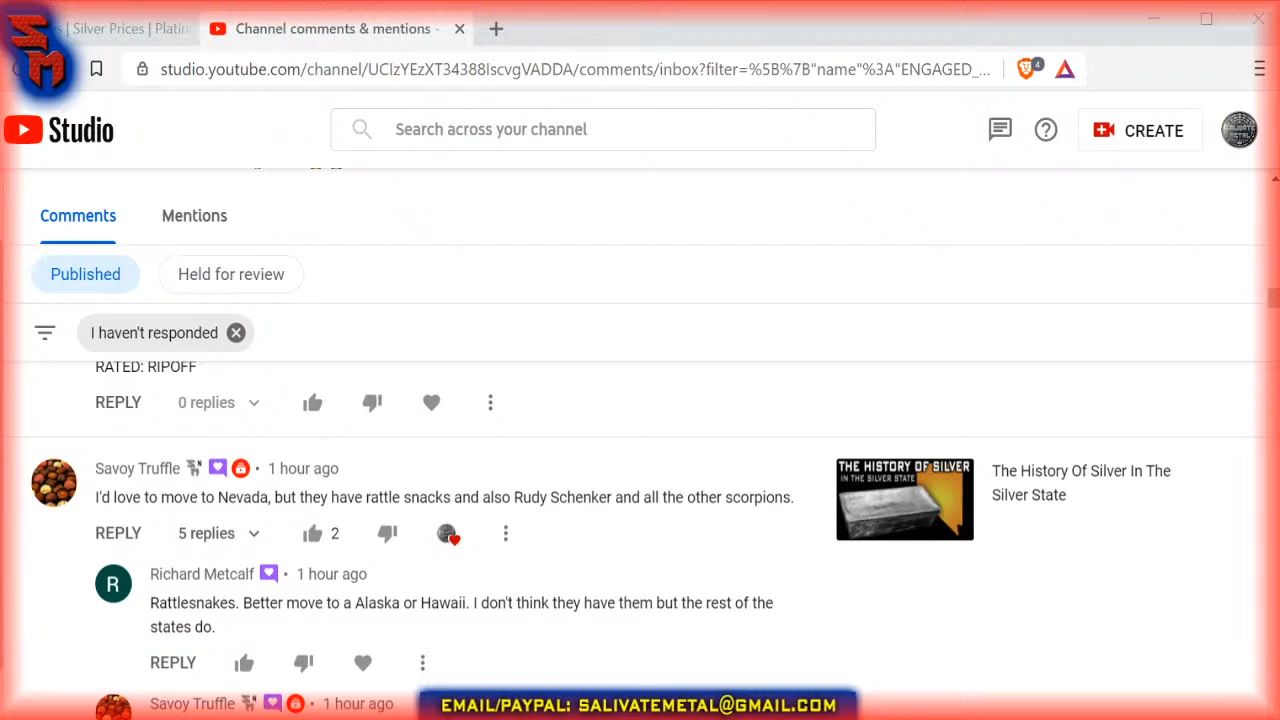 SM
s | Silver Prices | Platin
Channel comments & mentions -
studio.youtube.com/channel/UCIzYEzXT34388IscvgVADDA/comments/inbox?filter=%5B%7B"name"%3A"ENGAGED_...
4
Studio
Search across your channel
CREATE
Comments
Mentions
Published
Held for review
I haven't responded
RATED: RIPOFF
REPLY
0 replies
Savoy Truffle
• 1 hour ago
I'd love to move to Nevada, but they have rattle snacks and also Rudy Schenker and all the other scorpions.
REPLY
5 replies
2
THE HISTORY OF SILVER
IN THE SILVER STATE
The History Of Silver In The
Silver State
R
Richard Metcalf
• 1 hour ago
Rattlesnakes. Better move to a Alaska or Hawaii. I don't think they have them but the rest of the
states do.
REPLY
Savoy Truffle
• 1 hour ago
EMAIL/PAYPAL: SALIVATEMETAL@GMAIL.COM